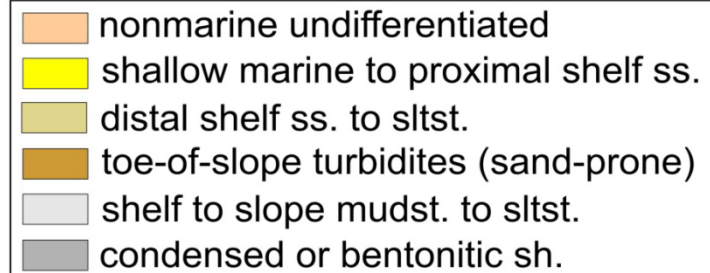 nonmarine undifferentiated
shallow marine to proximal shelf ss.
distal shelf ss. to sltst.
toe-of-slope turbidites (sand-prone)
shelf to slope mudst. to sltst.
condensed or bentonitic sh.